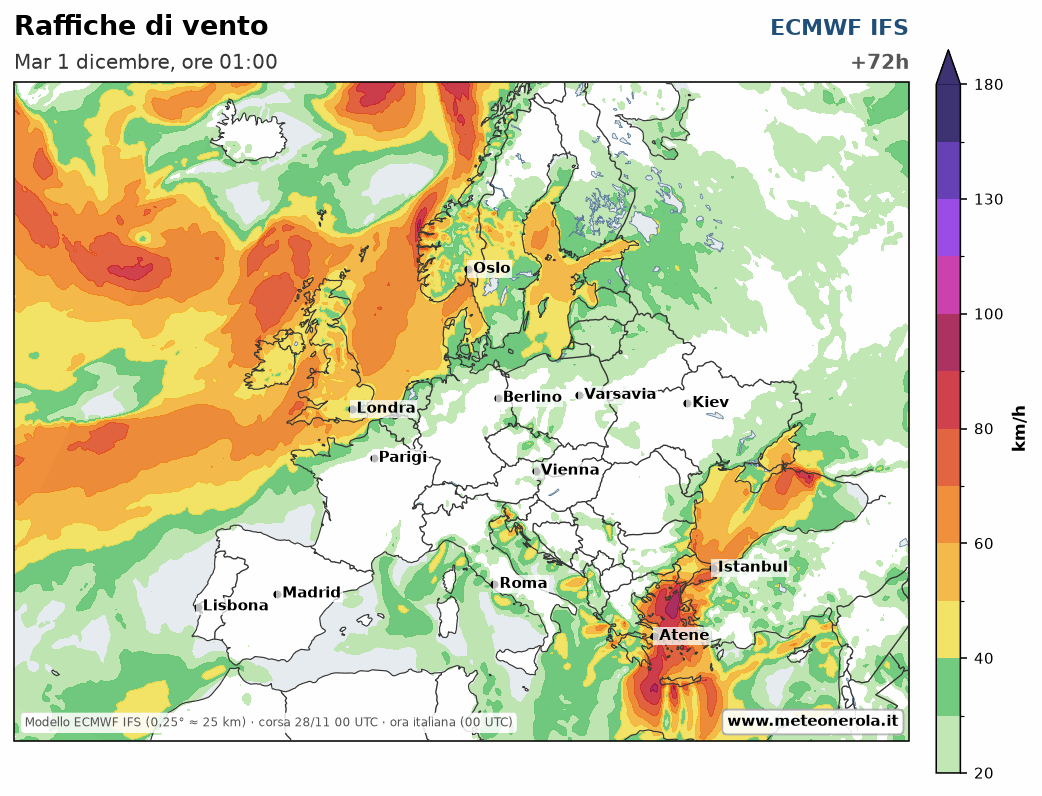 Raffiche di vento
ECMWF IFS
Mar 1 dicembre, ore 01:00
+72h
180
130
100
80
60
40
20
km/h
Oslo
Londra
Berlino
Varsavia
Kiev
Parigi
Vienna
Istanbul
Roma
Madrid
Lisbona
Atene
Modello ECMWF IFS (0,25° ≈ 25 km) · corsa 28/11 00 UTC · ora italiana (00 UTC)
www.meteonerola.it